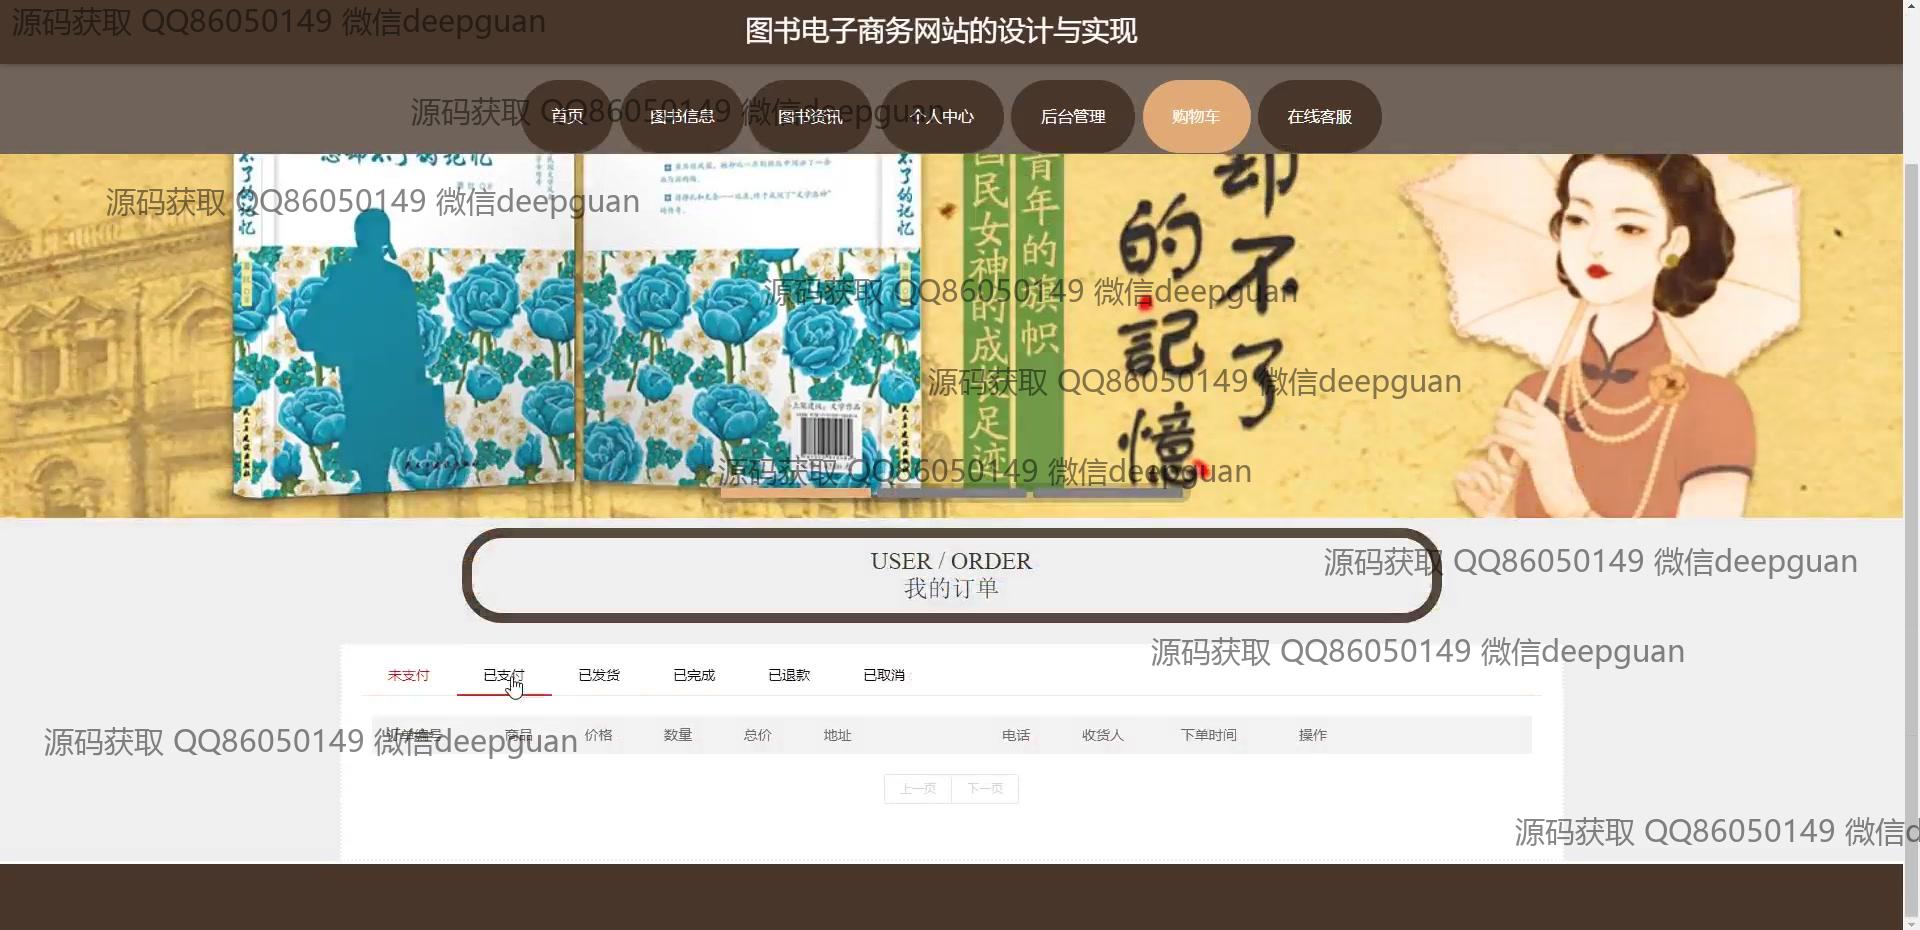 源码获取 QQ86050149 微信deepguan
图书电子商务网站的设计与实现
源码获取 QQ86050149 微信deepguan
首页
图书信息
图书资讯
个人中心
后台管理
购物车
在线客服
源码获取 QQ86050149 微信deepguan
不了的记忆
国民女神的成名足迹
青年的旗帜
却不了
的記憶
源码获取 QQ86050149 微信deepguan
源码获取 QQ86050149 微信deepguan
源码获取 QQ86050149 微信deepguan
USER / ORDER
我的订单
源码获取 QQ86050149 微信deepguan
源码获取 QQ86050149 微信deepguan
未支付
已支付
已发货
已完成
已退款
已取消
订单编号
商品
价格
数量
总价
地址
电话
收货人
下单时间
操作
源码获取 QQ86050149 微信deepguan
上一页
下一页
源码获取 QQ86050149 微信d